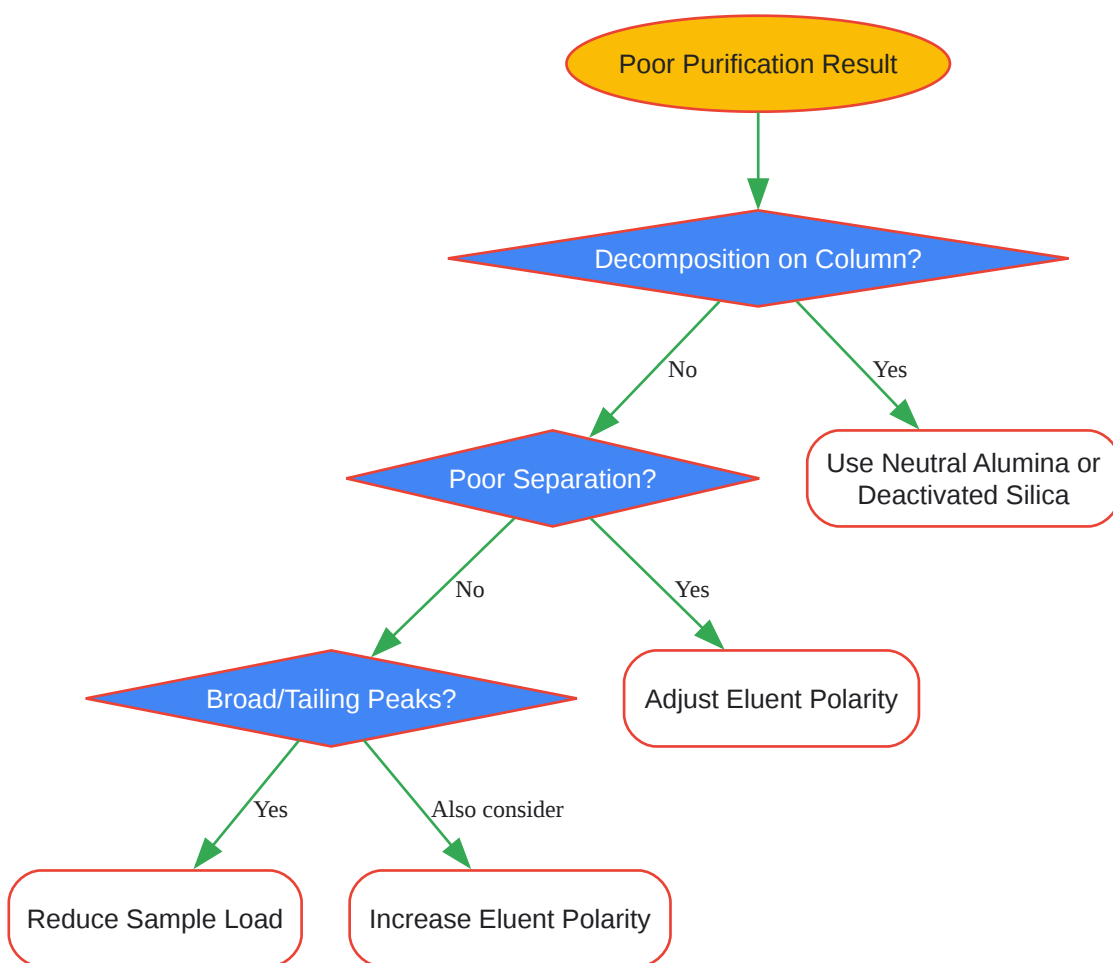 Poor Purification Result
Decomposition on Column?
No
Yes
Poor Separation?
Use Neutral Alumina or
Deactivated Silica
No
Yes
Broad/Tailing Peaks?
Adjust Eluent Polarity
Yes
Also consider
Reduce Sample Load
Increase Eluent Polarity